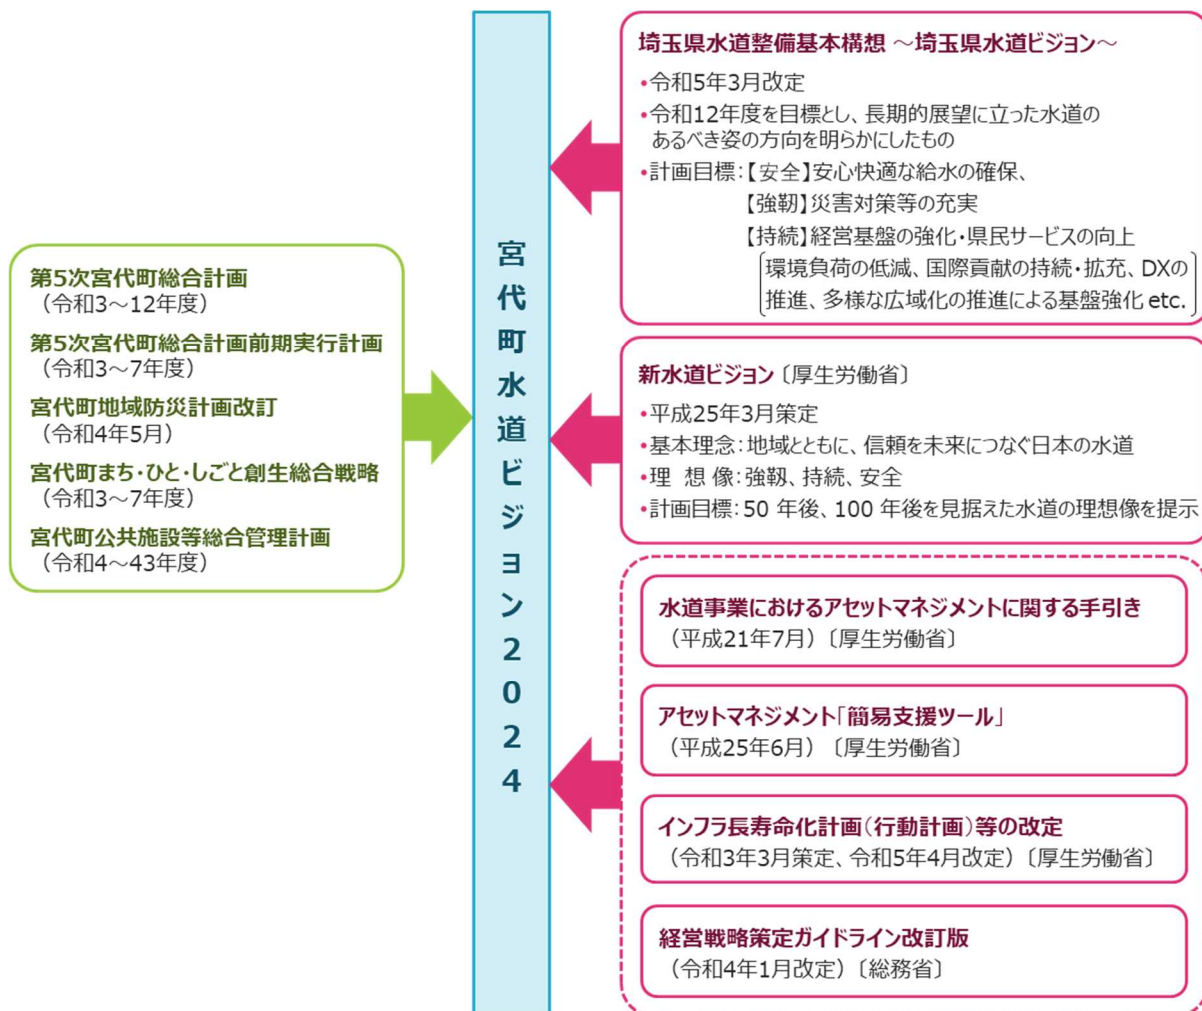 第5次宮代町総合計画
（令和3～12年度）
第5次宮代町総合計画前期実行計画
（令和3～7年度）
宮代町地域防災計画改訂
（令和4年5月）
宮代町まち・ひと・しごと創生総合戦略
（令和3～7年度）
宮代町公共施設等総合管理計画
（令和4～43年度）
宮代町水道ビジョン2024
埼玉県水道整備基本構想 ～埼玉県水道ビジョン～
•令和5年3月改定
•令和12年度を目標とし、長期的展望に立った水道の
あるべき姿の方向を明らかにしたもの
•計画目標：【安全】安心快適な給水の確保、
【強靭】災害対策等の充実
【持続】経営基盤の強化・県民サービスの向上
環境負荷の低減、国際貢献の持続・拡充、DXの
推進、多様な広域化の推進による基盤強化 etc.
新水道ビジョン〔厚生労働省〕
•平成25年3月策定
•基本理念：地域とともに、信頼を未来につなぐ日本の水道
•理 想 像：強靭、持続、安全
•計画目標：50 年後、100 年後を見据えた水道の理想像を提示
水道事業におけるアセットマネジメントに関する手引き
（平成21年7月）〔厚生労働省〕
アセットマネジメント「簡易支援ツール」
（平成25年6月）〔厚生労働省〕
インフラ長寿命化計画（行動計画）等の改定
（令和3年3月策定、令和5年4月改定）〔厚生労働省〕
経営戦略策定ガイドライン改訂版
（令和4年1月改定）〔総務省〕